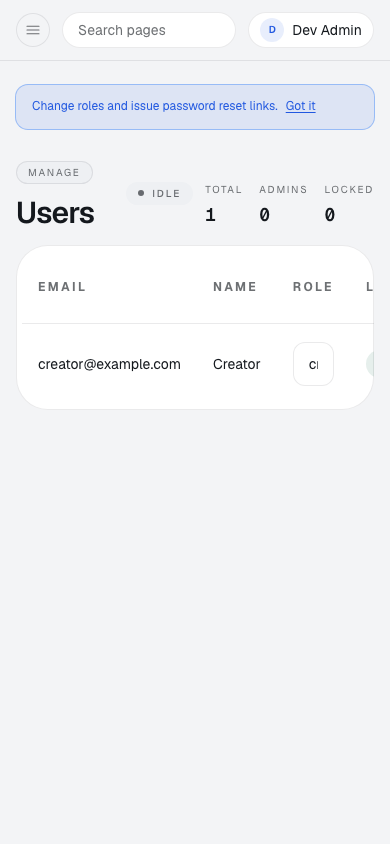 Search pages
D
Dev Admin
Change roles and issue password reset links. Got it
MANAGE
Users
IDLE
TOTAL
1
ADMINS
0
LOCKED
0
EMAIL NAME ROLE
creator@example.com Creator